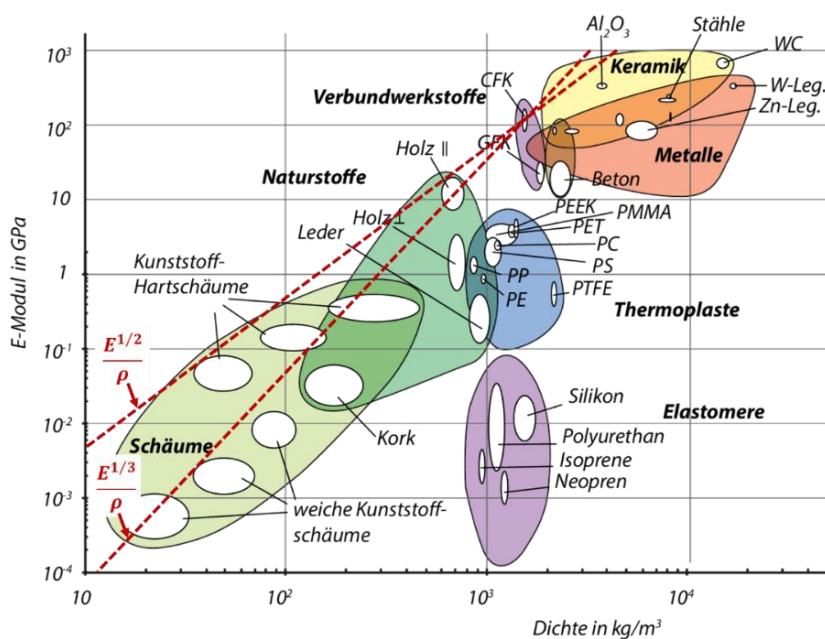 Al₂O₃
Stähle
10³
Keramik
WC
CFK
W-Leg.
Verbundwerkstoffe
Zn-Leg.
10²
Holz ||
GFK
Metalle
Naturstoffe
Beton
10
PEEK
PMMA
Holz ⊥
PET
Leder
PC
PS
Kunststoff-
Hartschäume
PP
1
PE
PTFE
Thermoplaste
E-Modul in GPa
E^1/2
ρ
10⁻¹
Silikon
Elastomere
10⁻²
Kork
Schäume
Polyurethan
Isoprene
E^1/3
ρ
Neopren
10⁻³
weiche Kunststoff-
schäume
10⁻⁴
10
10²
10³
10⁴
Dichte in kg/m³